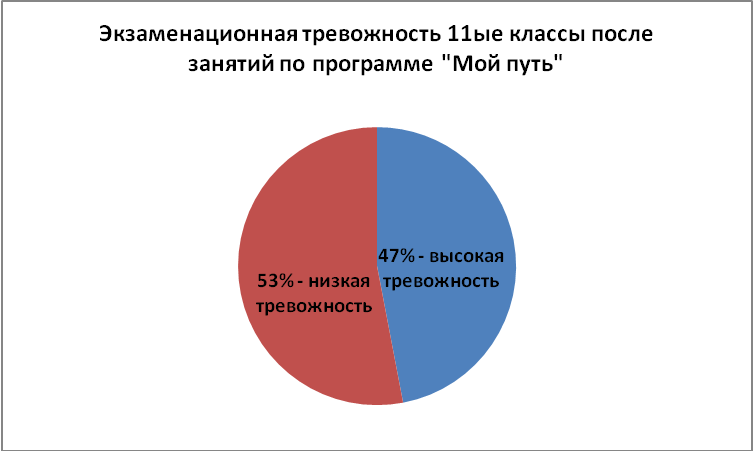 Экзаменационная тревожность 11ые классы после
занятий по программе "Мой путь"
47% - высокая
тревожность
53% - низкая
тревожность